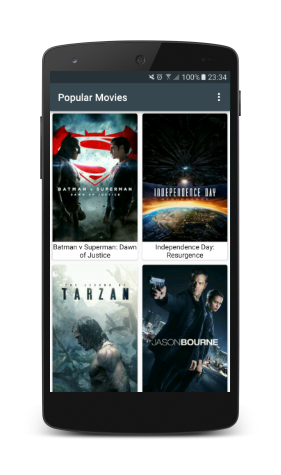 100% 23:34
Popular Movies
BATMAN V SUPERMAN
DAWN OF JUSTICE
INDEPENDENCE DAY
RESURGENCE
Batman v Superman: Dawn
of Justice
Independence Day:
Resurgence
THE LEGEND OF
TARZAN
JASON BOURNE